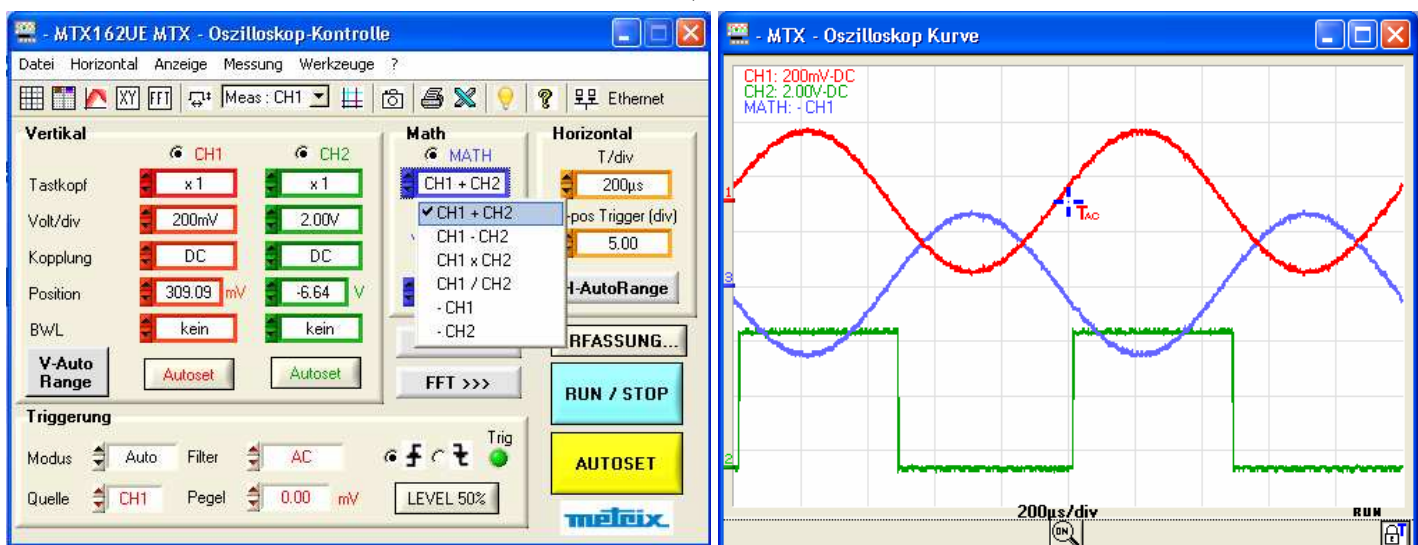 - MTX162UE MTX - Oszilloskop-Kontrolle
Datei Horizontal Anzeige Messung Werkzeuge ?
XY FFT Meas : CH1 ? Ethernet
Vertikal
CH1 CH2
Tastkopf x 1 x 1
Volt/div 200mV 2.00V
Kopplung DC DC
Position 309.09 mV -6.64 V
BWL kein kein
V-Auto
Range
Autoset Autoset
Math
MATH
CH1 + CH2
CH1 + CH2
CH1 - CH2
CH1 x CH2
CH1 / CH2
- CH1
- CH2
FFT >>>
Horizontal
T/div
200µs
-pos Trigger (div)
5.00
H-AutoRange
RFASSUNG...
RUN / STOP
AUTOSET
metrix
Triggerung
Trig
Modus Auto Filter AC
Quelle CH1 Pegel 0.00 mV LEVEL 50%
- MTX - Oszilloskop Kurve
CH1: 200mV-DC
CH2: 2.00V-DC
MATH: - CH1
1
TAC
3
2
200µs/div RUN
ON
T